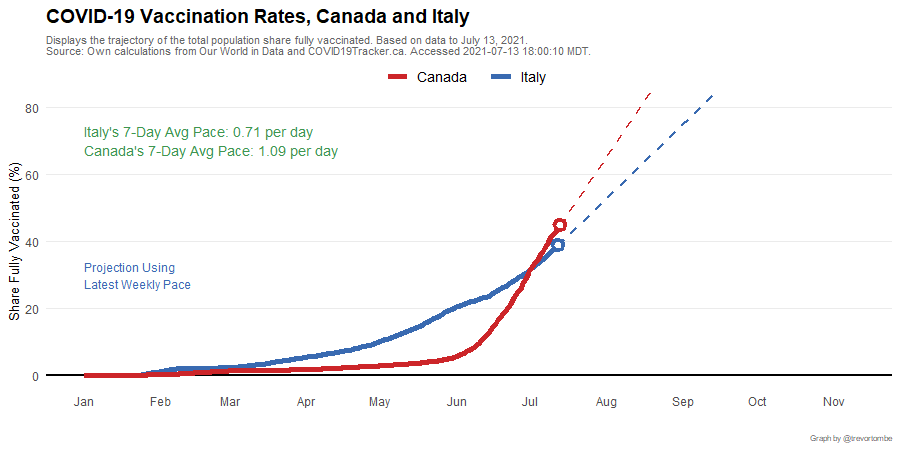 COVID-19 Vaccination Rates, Canada and Italy
Displays the trajectory of the total population share fully vaccinated. Based on data to July 13, 2021.
Source: Own calculations from Our World in Data and COVID19Tracker.ca. Accessed 2021-07-13 18:00:10 MDT.
Canada
Italy
Share Fully Vaccinated (%)
80
60
40
20
0
Italy's 7-Day Avg Pace: 0.71 per day
Canada's 7-Day Avg Pace: 1.09 per day
Projection Using
Latest Weekly Pace
Jan Feb Mar Apr May Jun Jul Aug Sep Oct Nov
Graph by @trevortombe